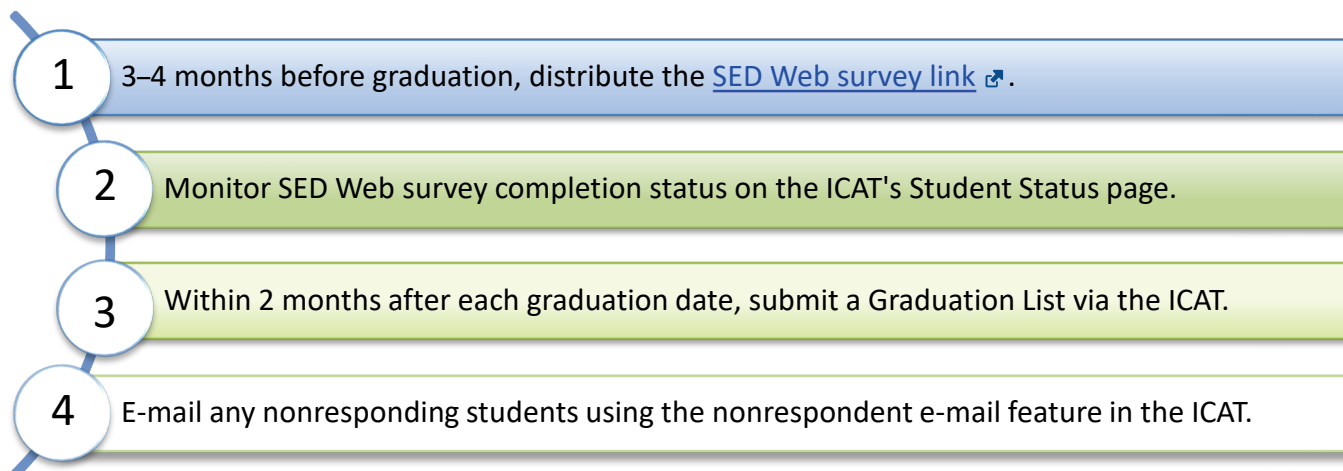 1
3–4 months before graduation, distribute the SED Web survey link.
2
Monitor SED Web survey completion status on the ICAT's Student Status page.
3
Within 2 months after each graduation date, submit a Graduation List via the ICAT.
4
E-mail any nonresponding students using the nonrespondent e-mail feature in the ICAT.